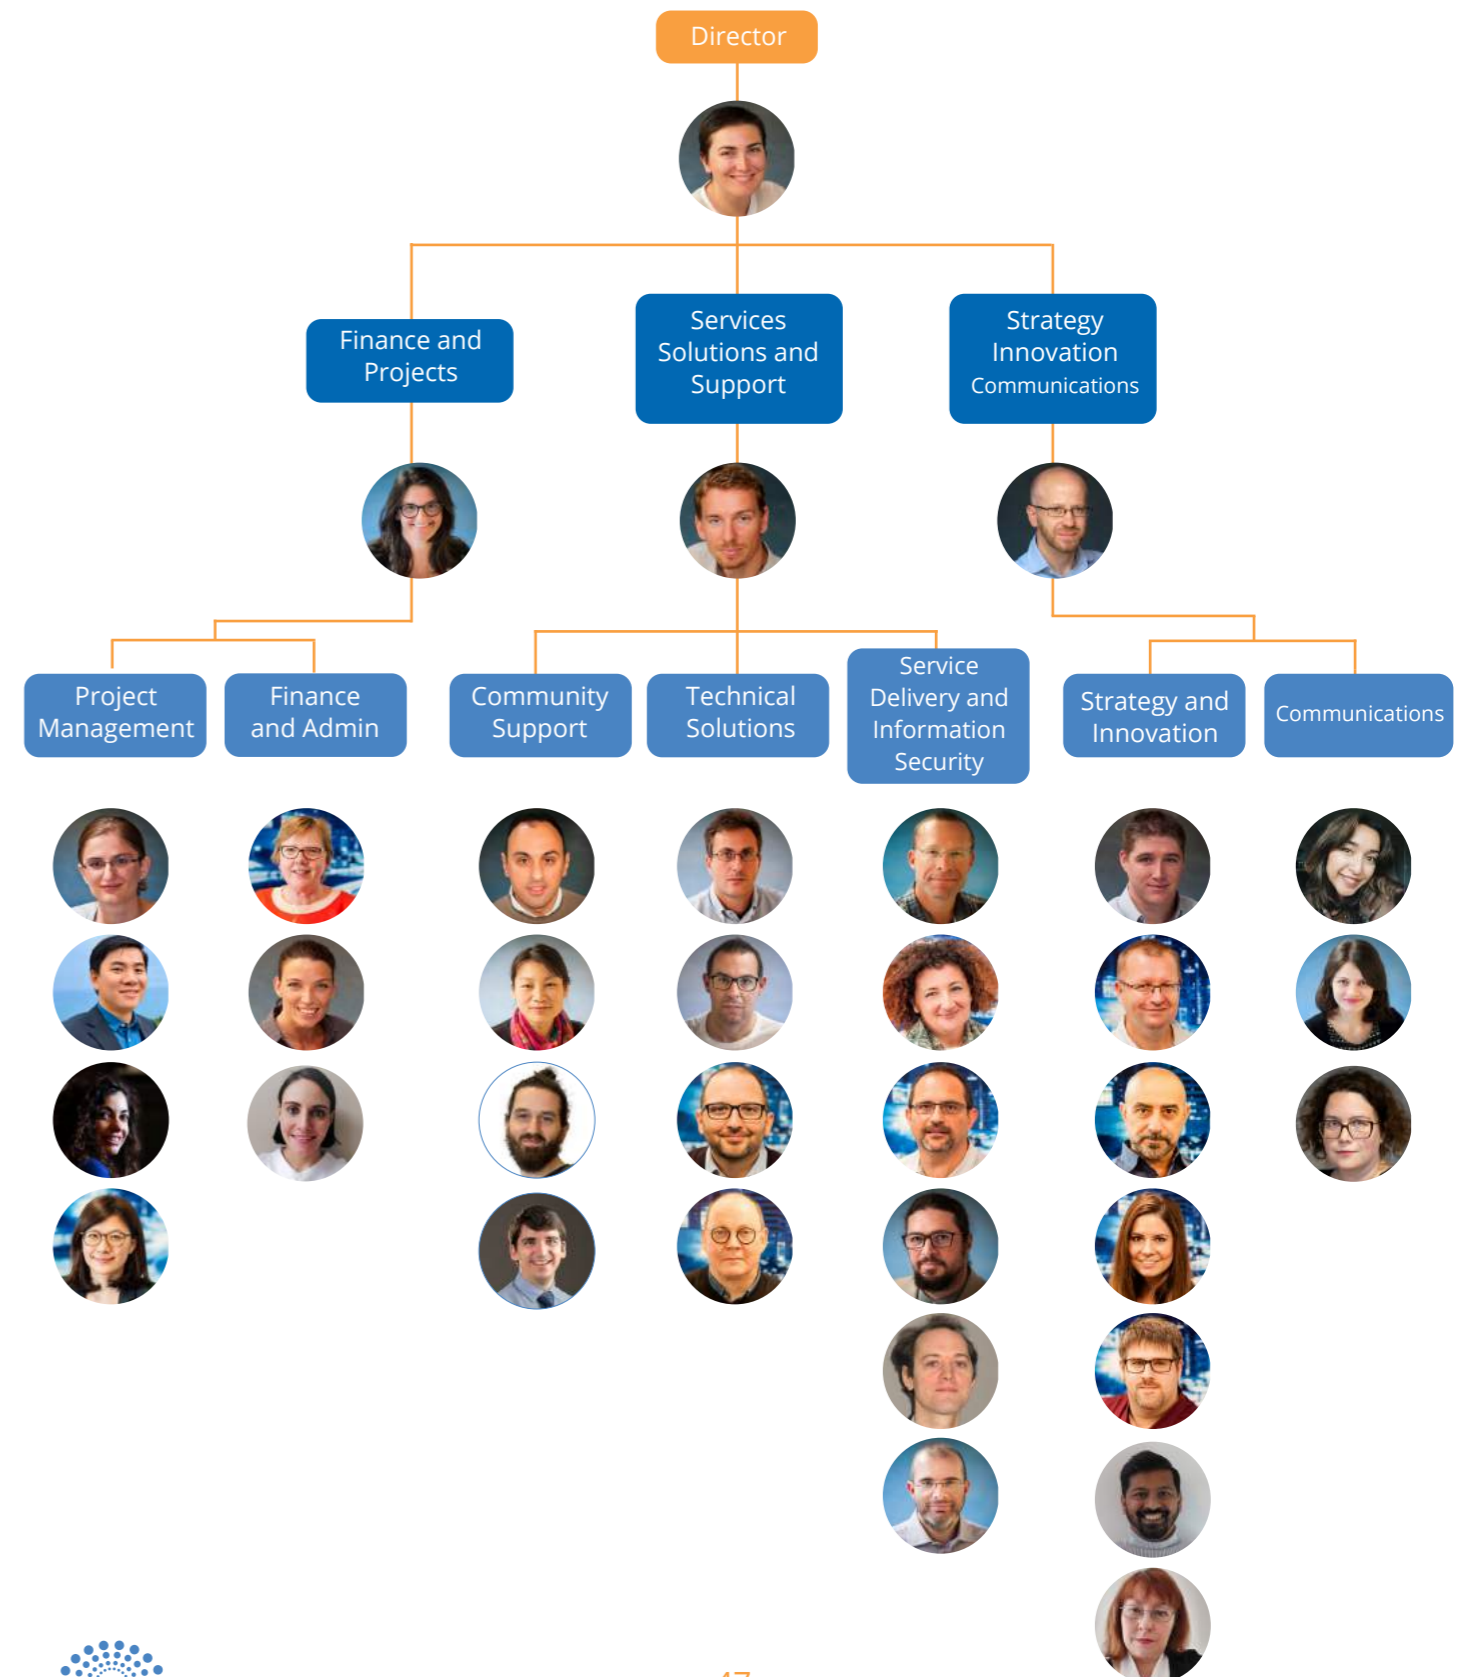 Director
Finance and
Projects
Services
Solutions and
Support
Strategy
Innovation
Communications
Project
Management
Finance
and Admin
Community
Support
Technical
Solutions
Service
Delivery and
Information
Security
Strategy and
Innovation
Communications
47